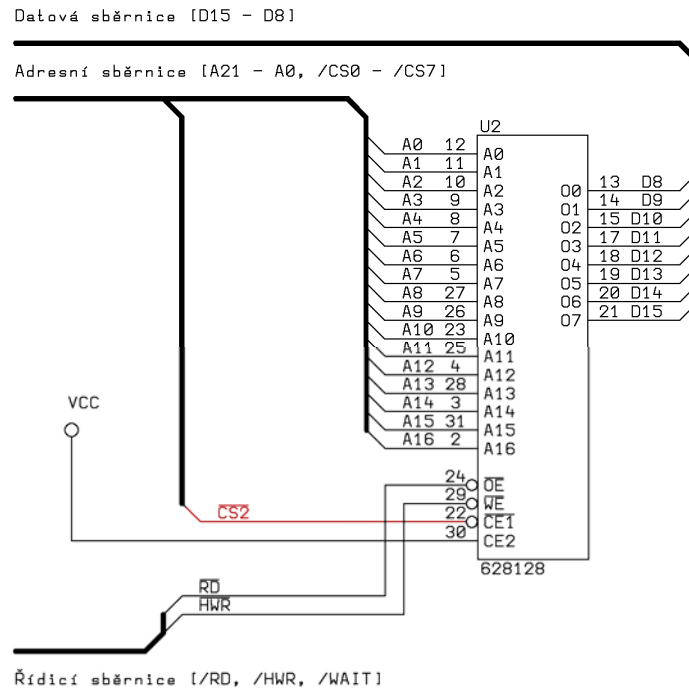 Datová sběrnice [D15 - D8]
Adresní sběrnice [A21 - A0, /CS0 - /CS7]
U2
A0 12 A0
A1 11 A1
A2 10 A2 O0 13 D8
A3 9 A3 O1 14 D9
A4 8 A4 O2 15 D10
A5 7 A5 O3 17 D11
A6 6 A6 O4 18 D12
A7 5 A7 O5 19 D13
A8 27 A8 O6 20 D14
A9 26 A9 O7 21 D15
A10 23 A10
A11 25 A11
A12 4 A12
A13 28 A13
A14 3 A14
A15 31 A15
A16 2 A16
VCC
24 OE
29 WE
CS2 22 CE1
30 CE2
628128
RD
HWR
Řídicí sběrnice [/RD, /HWR, /WAIT]